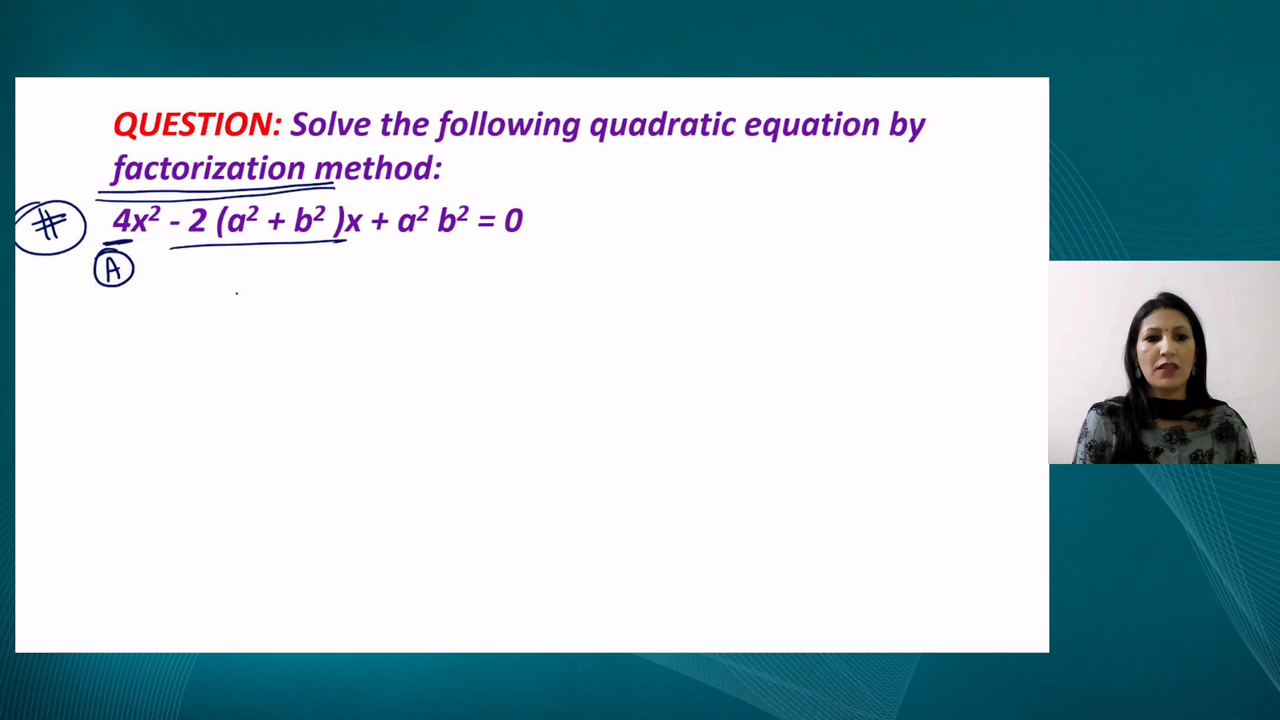 QUESTION: Solve the following quadratic equation by
factorization method:
# 4x² - 2 (a² + b² )x + a² b² = 0
A